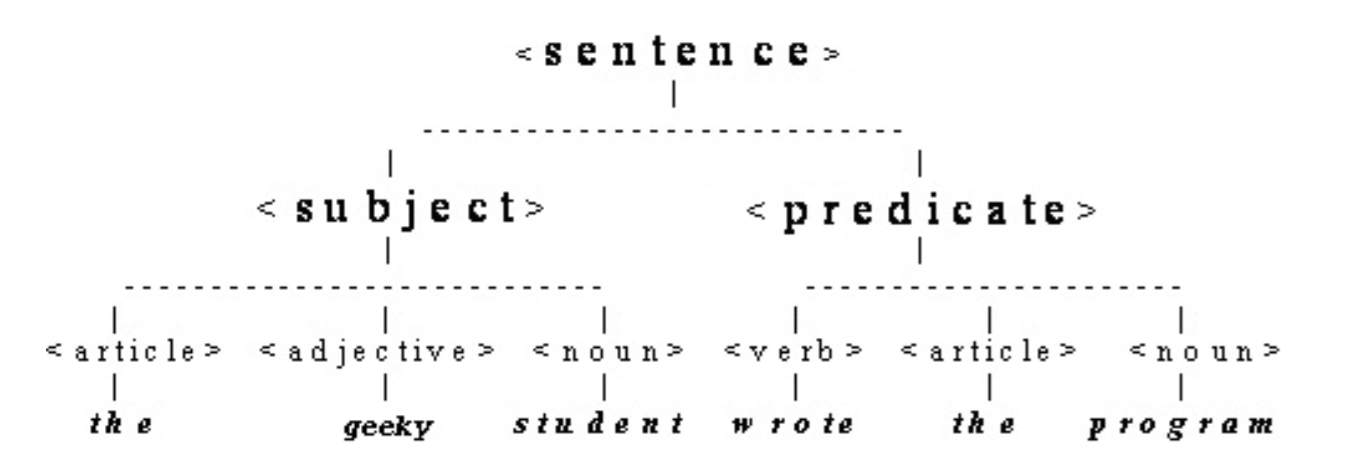 <sentence>
<subject> <predicate>
<article> <adjective> <noun> <verb> <article> <noun>
the geeky student wrote the program